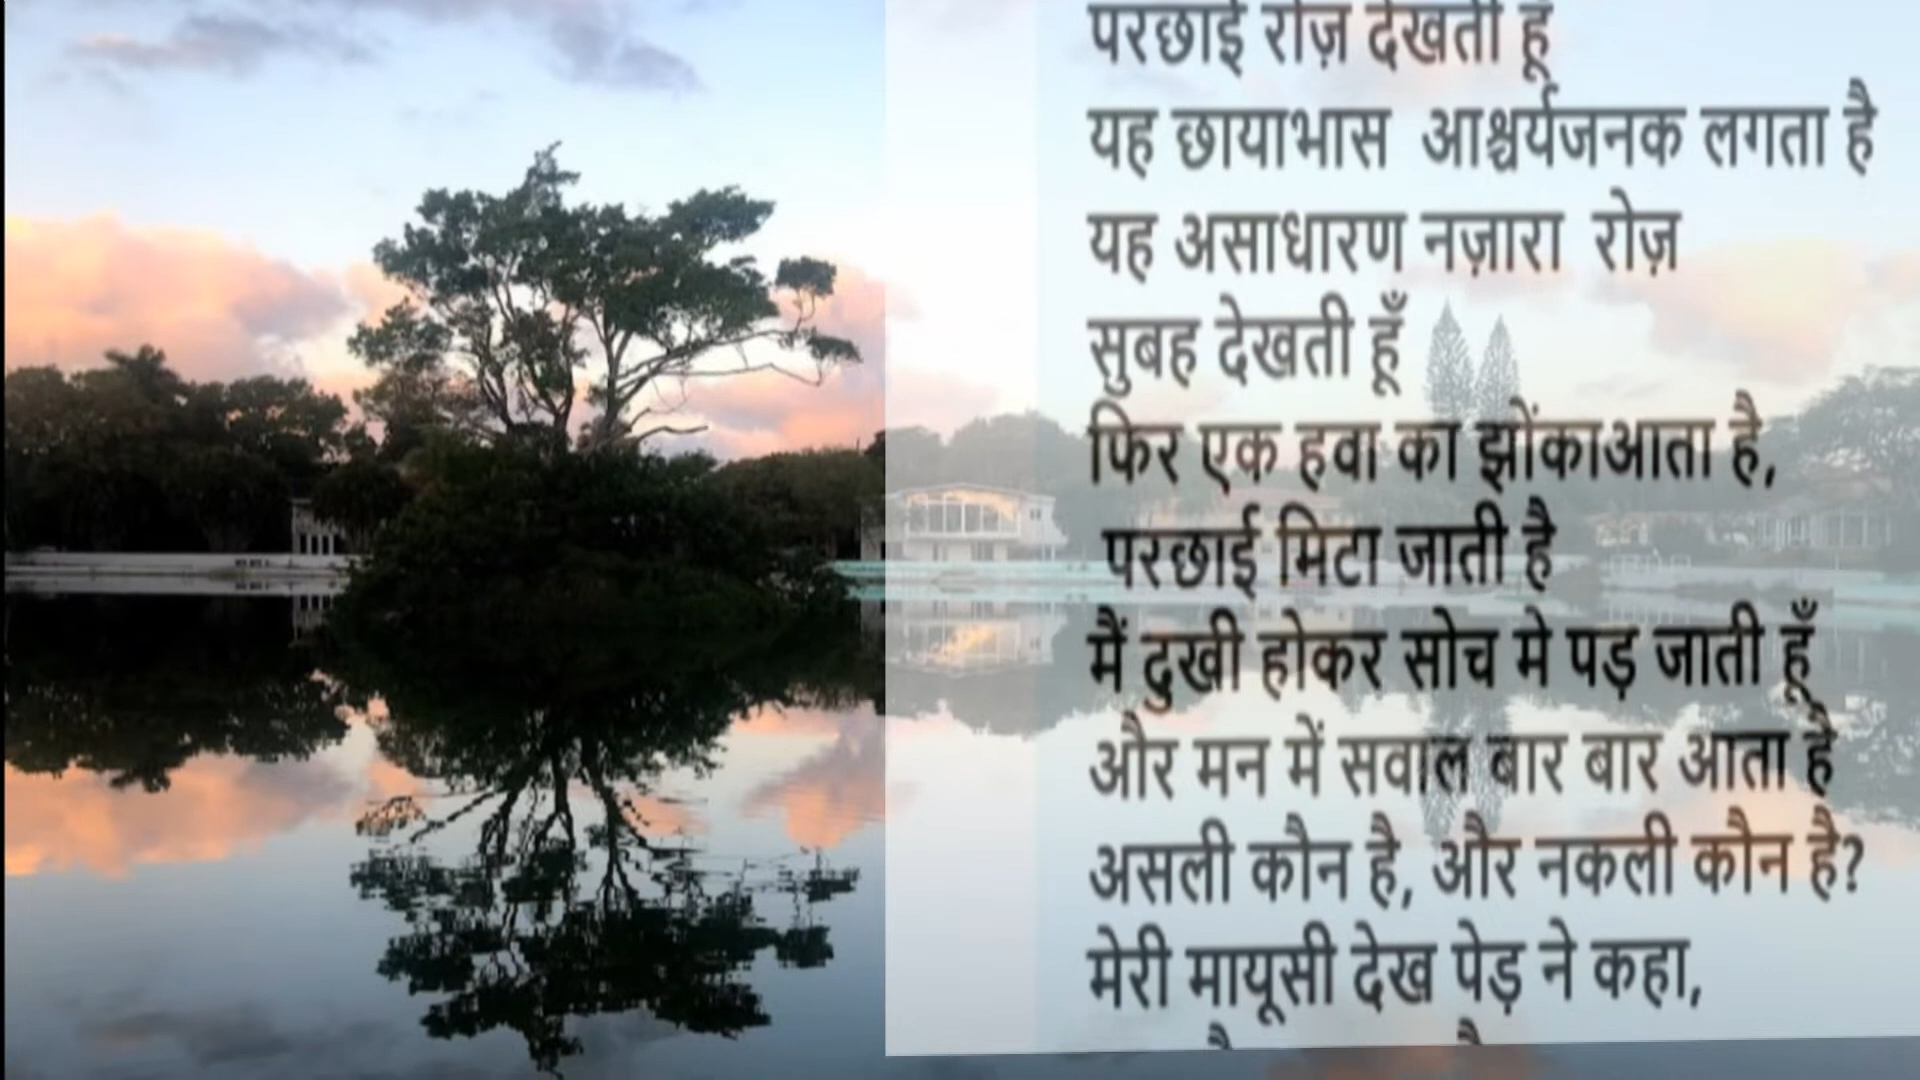 परछाई रोज़ देखती हूँ
यह छायाभास आश्चर्यजनक लगता है
यह असाधारण नज़ारा रोज़
सुबह देखती हूँ
फिर एक हवा का झोंकाआता है,
परछाई मिटा जाती है
मैं दुखी होकर सोच मे पड़ जाती हूँ
और मन में सवाल बार बार आता है
असली कौन है, और नकली कौन है?
मेरी मायूसी देख पेड़ ने कहा,